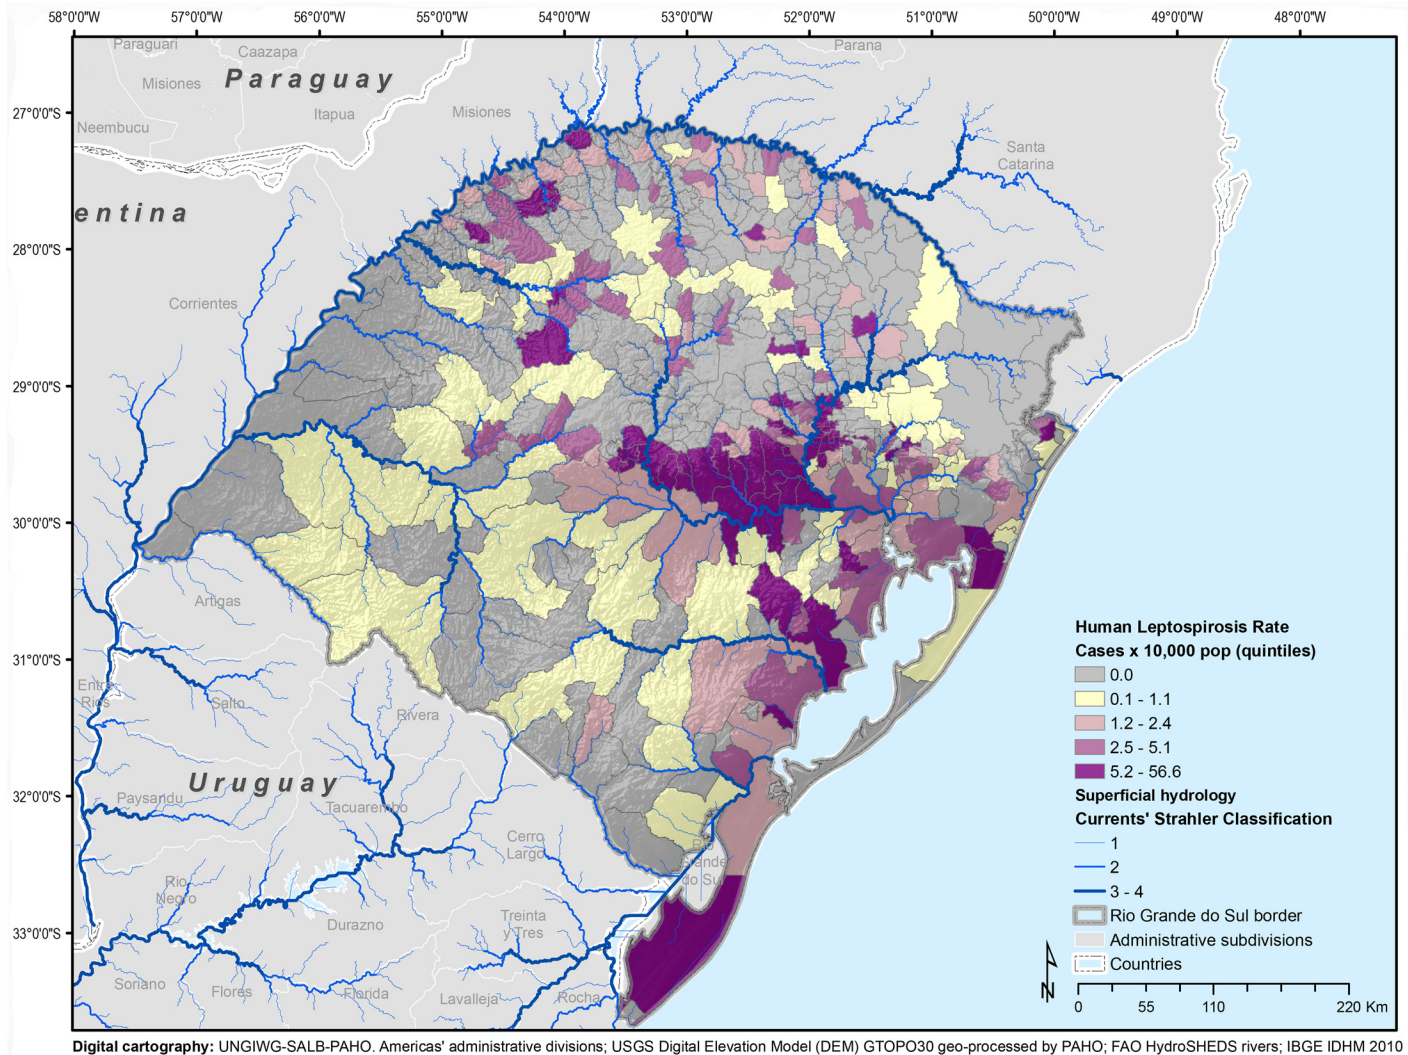 58°0'0"W 57°0'0"W 56°0'0"W 55°0'0"W 54°0'0"W 53°0'0"W 52°0'0"W 51°0'0"W 50°0'0"W 49°0'0"W 48°0'0"W
Paraguari
Caazapa
Parana
Paraguay
Misiones
Itapua
Misiones
27°0'0"S
Neembucu
Santa
Catarina
entina
28°0'0"S
Corrientes
29°0'0"S
30°0'0"S
Artigas
Human Leptospirosis Rate
Cases x 10,000 pop (quintiles)
0.0
0.1 - 1.1
1.2 - 2.4
2.5 - 5.1
5.2 - 56.6
Superficial hydrology
Currents' Strahler Classification
1
2
3 - 4
Rio Grande do Sul border
Administrative subdivisions
Countries
31°0'0"S
Entre
Rios
Salto
Rivera
Uruguay
32°0'0"S
Paysandu
Tacuarembo
Cerro
Largo
Rio
Grande
do Sul
Rio
Negro
Durazno
Treinta
y Tres
33°0'0"S
Soriano
Flores
Florida
Lavalleja
Rocha
N
0 55 110 220 Km
Digital cartography: UNGIWG-SALB-PAHO. Americas' administrative divisions; USGS Digital Elevation Model (DEM) GTOPO30 geo-processed by PAHO; FAO HydroSHEDS rivers; IBGE IDHM 2010